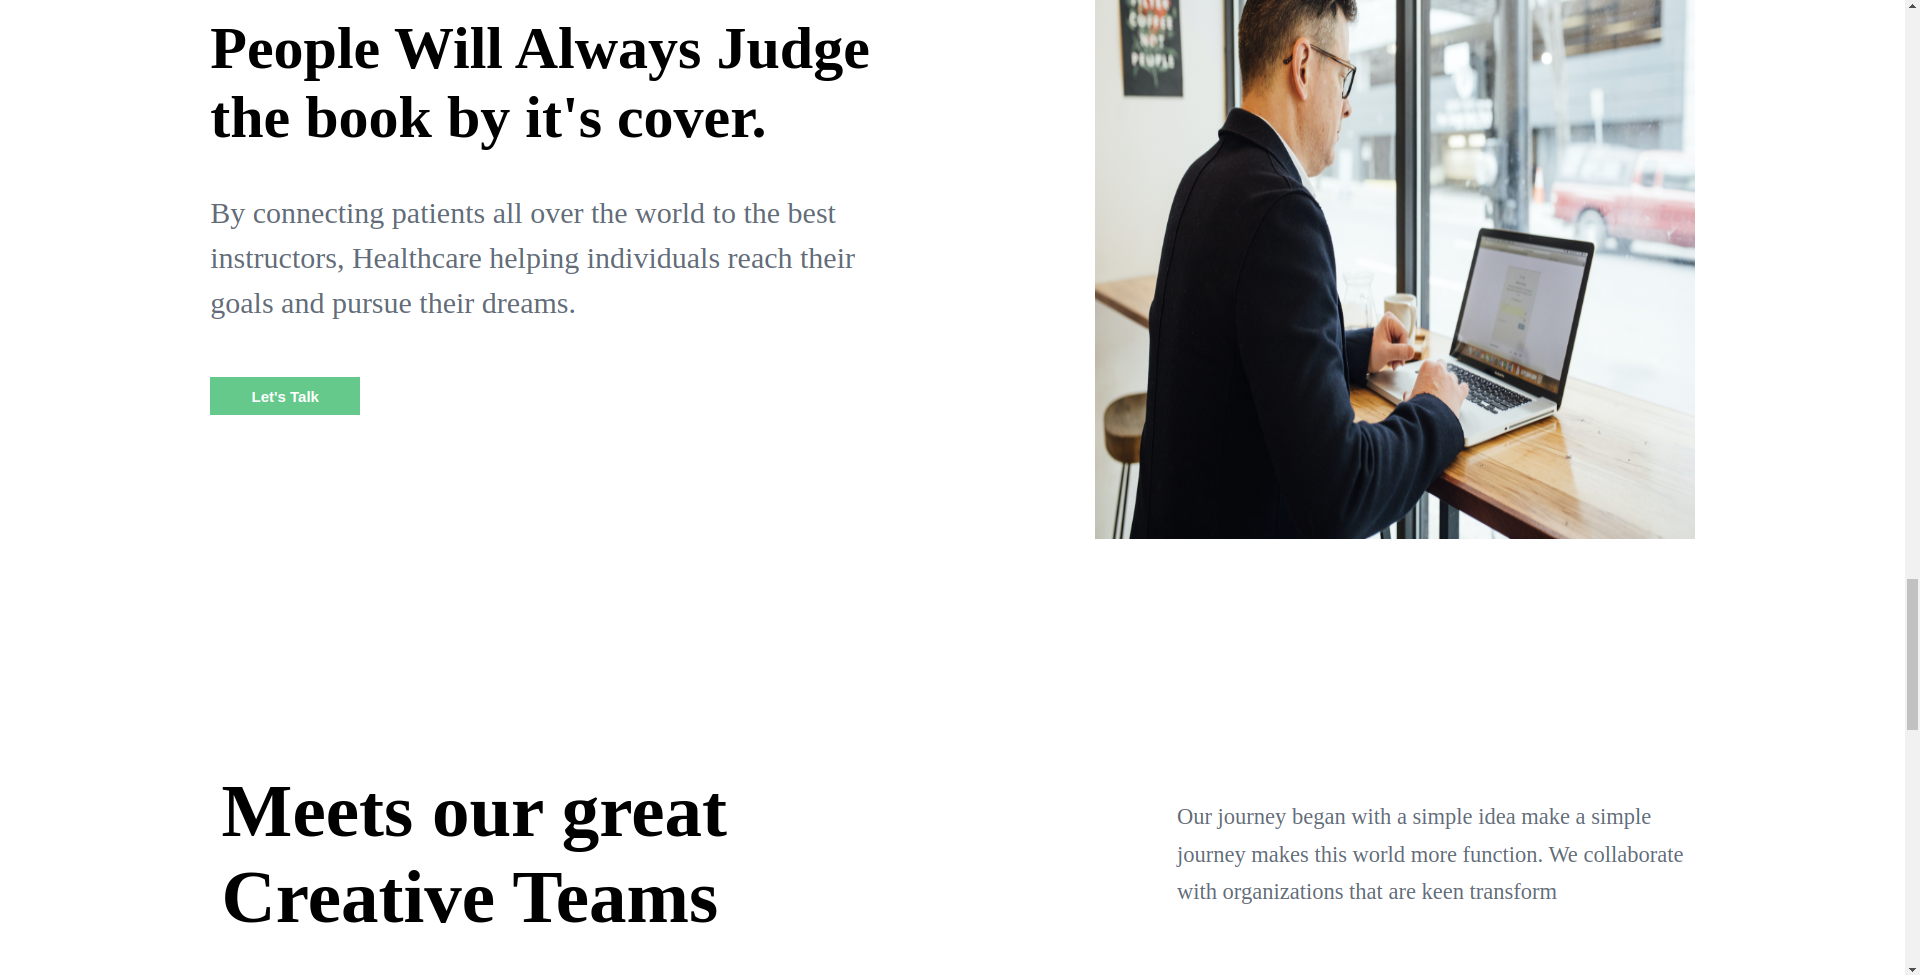 People Will Always Judge
the book by it's cover.
By connecting patients all over the world to the best
instructors, Healthcare helping individuals reach their
goals and pursue their dreams.
Let's Talk
COFFEE
NOT
PEOPLE
Meets our great
Creative Teams
Our journey began with a simple idea make a simple
journey makes this world more function. We collaborate
with organizations that are keen transform